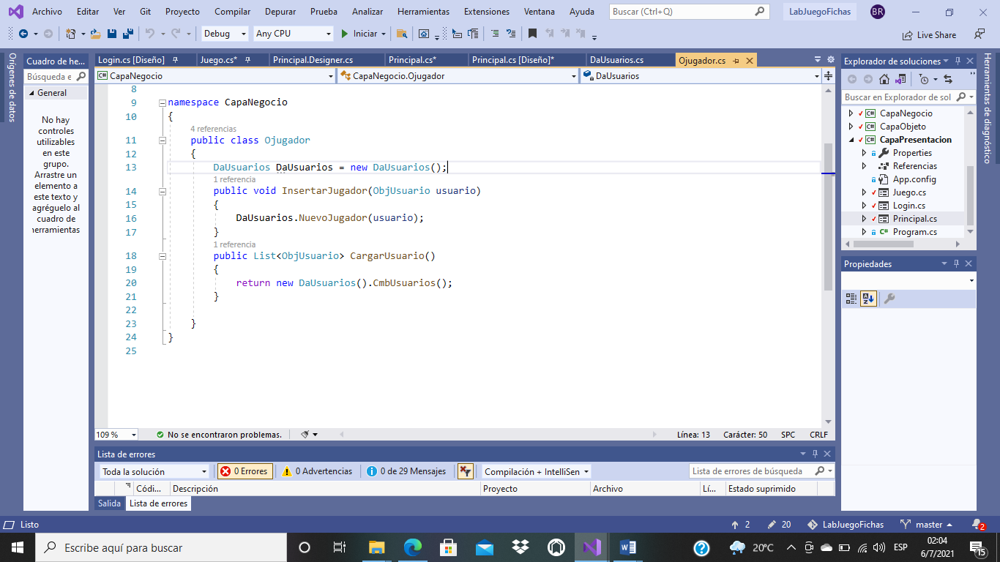 Archivo Editar Ver Git Proyecto Compilar Depurar Prueba Analizar Herramientas Extensiones Ventana Ayuda Buscar (Ctrl+Q) LabJuegoFichas BR
Debug Any CPU Iniciar Live Share
Orígenes de datos
Cuadro de he...
Búsqueda e
General
No hay
controles
utilizables
en este
grupo.
Arrastre un
elemento a
este texto y
agréguelo al
cuadro de
herramientas
Login.cs [Diseño] Juego.cs* Principal.Designer.cs Principal.cs* Principal.cs [Diseño]* DaUsuarios.cs Ojugador.cs
CapaNegocio CapaNegocio.Ojugador DaUsuarios
8
9 namespace CapaNegocio
10 {
4 referencias
11 public class Ojugador
12 {
13 DaUsuarios DaUsuarios = new DaUsuarios();
1 referencia
14 public void InsertarJugador(ObjUsuario usuario)
15 {
16 DaUsuarios.NuevoJugador(usuario);
17 }
1 referencia
18 public List<ObjUsuario> CargarUsuario()
19 {
20 return new DaUsuarios().CmbUsuarios();
21 }
22
23 }
24 }
25
109 % No se encontraron problemas. Línea: 13 Carácter: 50 SPC CRLF
Lista de errores
Toda la solución 0 Errores 0 Advertencias 0 de 29 Mensajes Compilación + IntelliSen Lista de errores de búsqueda
Códi... Descripción Proyecto Archivo Lí... Estado suprimido
Salida Lista de errores
Explorador de soluciones
Buscar en Explorador de sol
CapaNegocio
CapaObjeto
CapaPresentacion
Properties
Referencias
App.config
Juego.cs
Login.cs
Principal.cs
Program.cs
Propiedades
Herramientas de diagnóstico
Listo 2 20 LabJuegoFichas master 2
Escribe aquí para buscar 20°C ESP 02:04
6/7/2021 15